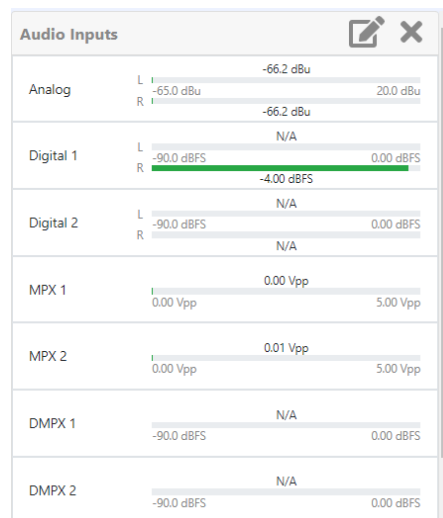 Audio Inputs
-66.2 dBu
L
Analog
-65.0 dBu 20.0 dBu
R
-66.2 dBu
N/A
L
Digital 1
-90.0 dBFS 0.00 dBFS
R
-4.00 dBFS
N/A
L
Digital 2
-90.0 dBFS 0.00 dBFS
R
N/A
0.00 Vpp
MPX 1
0.00 Vpp 5.00 Vpp
0.01 Vpp
MPX 2
0.00 Vpp 5.00 Vpp
N/A
DMPX 1
-90.0 dBFS 0.00 dBFS
N/A
DMPX 2
-90.0 dBFS 0.00 dBFS